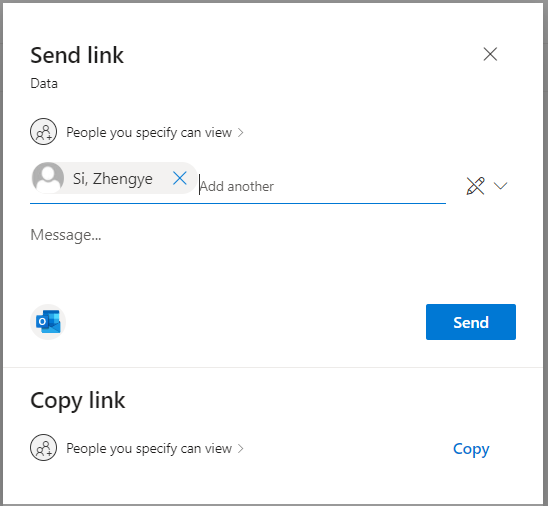 Send link
Data
People you specify can view
Si, Zhengye
Add another
Message...
Send
Copy link
People you specify can view
Copy